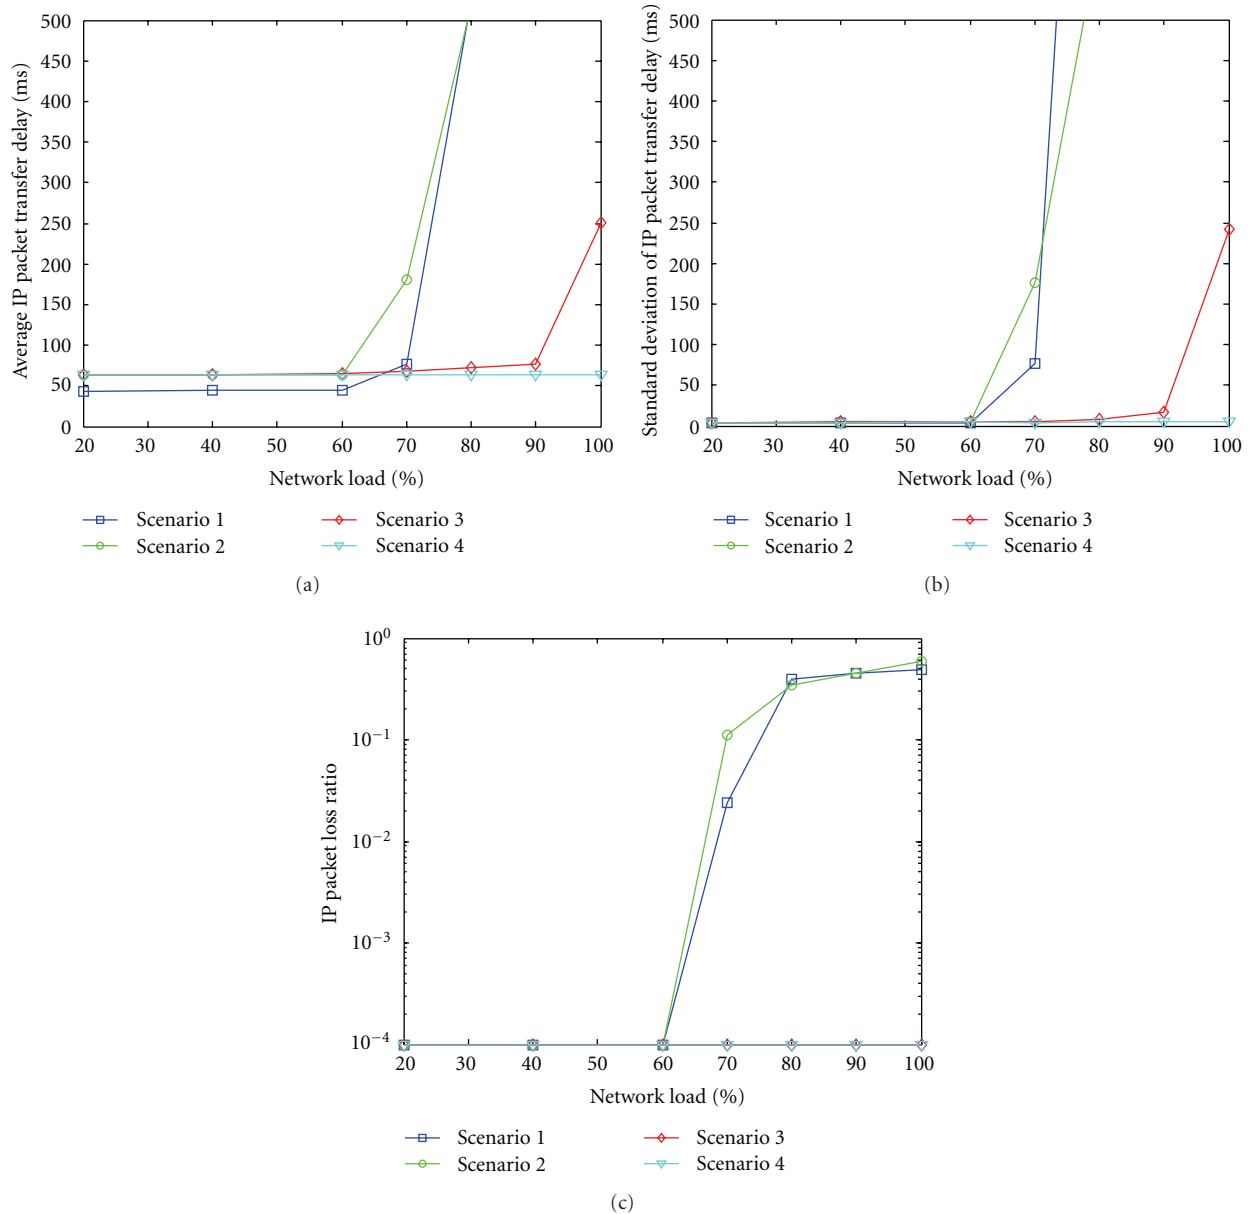 500
450
400
350
300
250
200
150
100
50
0
Average IP packet transfer delay (ms)
20 30 40 50 60 70 80 90 100
Network load (%)
Scenario 1
Scenario 2
Scenario 3
Scenario 4
(a)
500
450
400
350
300
250
200
150
100
50
0
Standard deviation of IP packet transfer delay (ms)
20 30 40 50 60 70 80 90 100
Network load (%)
Scenario 1
Scenario 2
Scenario 3
Scenario 4
(b)
10⁰
10⁻¹
10⁻²
10⁻³
10⁻⁴
IP packet loss ratio
20 30 40 50 60 70 80 90 100
Network load (%)
Scenario 1
Scenario 2
Scenario 3
Scenario 4
(c)